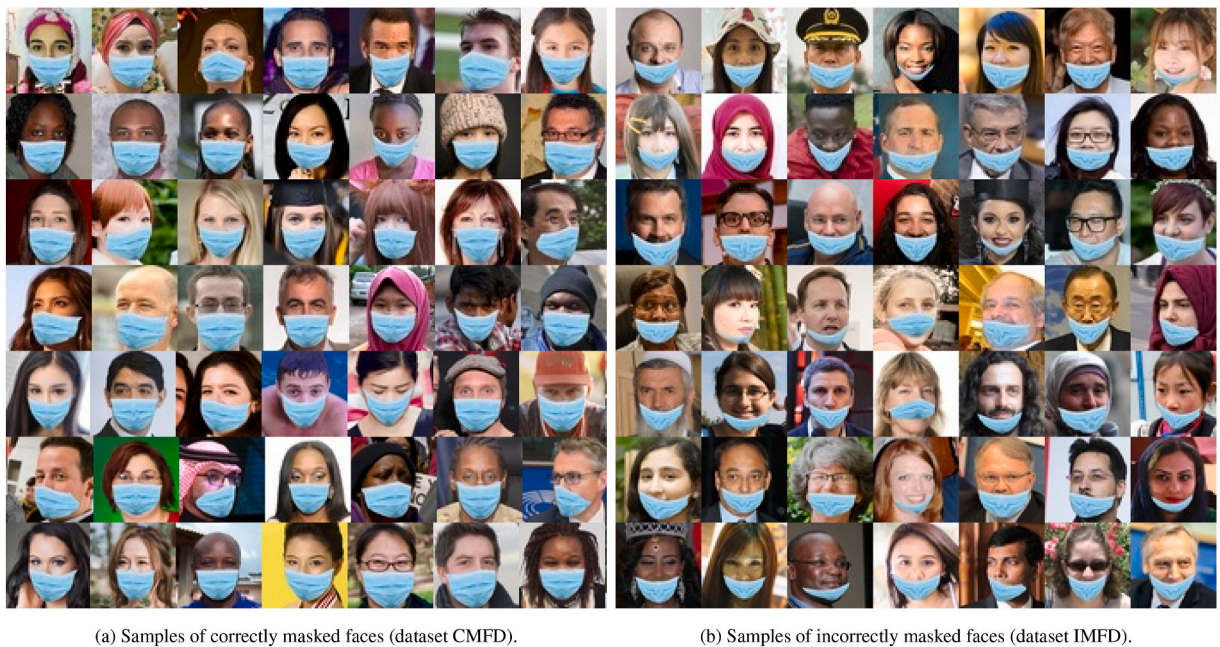 (a) Samples of correctly masked faces (dataset CMFD).
(b) Samples of incorrectly masked faces (dataset IMFD).